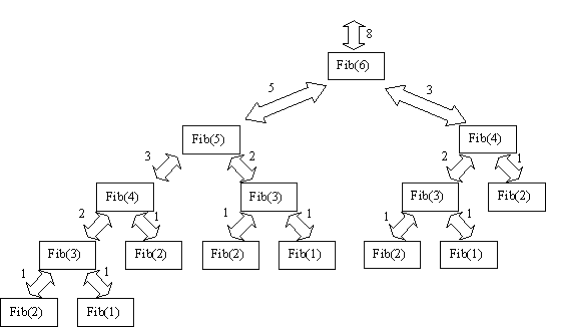 8
Fib(6)
5 3
Fib(5) Fib(4)
3 2 2 1
Fib(4) Fib(3) Fib(3) Fib(2)
2 1 1 1 1 1
Fib(3) Fib(2) Fib(2) Fib(1) Fib(2) Fib(1)
1 1
Fib(2) Fib(1)